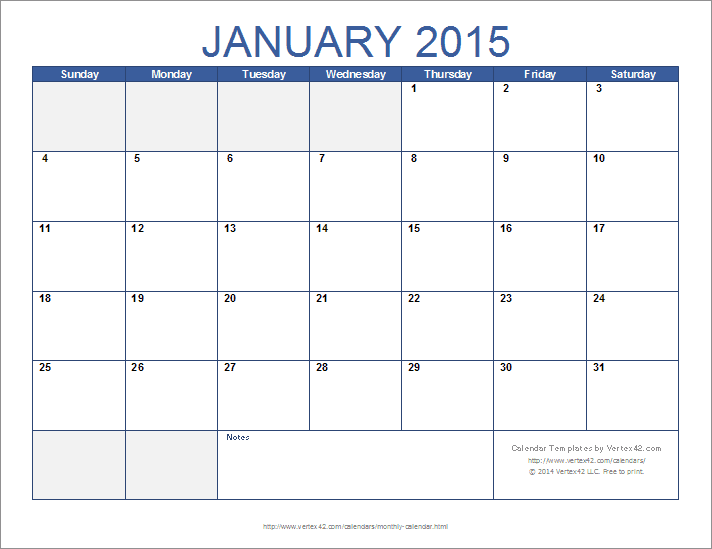 JANUARY 2015
Sunday Monday Tuesday Wednesday Thursday Friday Saturday
1 2 3
4 5 6 7 8 9 10
11 12 13 14 15 16 17
18 19 20 21 22 23 24
25 26 27 28 29 30 31
Notes
Calendar Templates by Vertex42.com
http://www.vertex42.com/calendars/
© 2014 Vertex42 LLC. Free to print.
http://www.vertex42.com/calendars/monthly-calendar.html